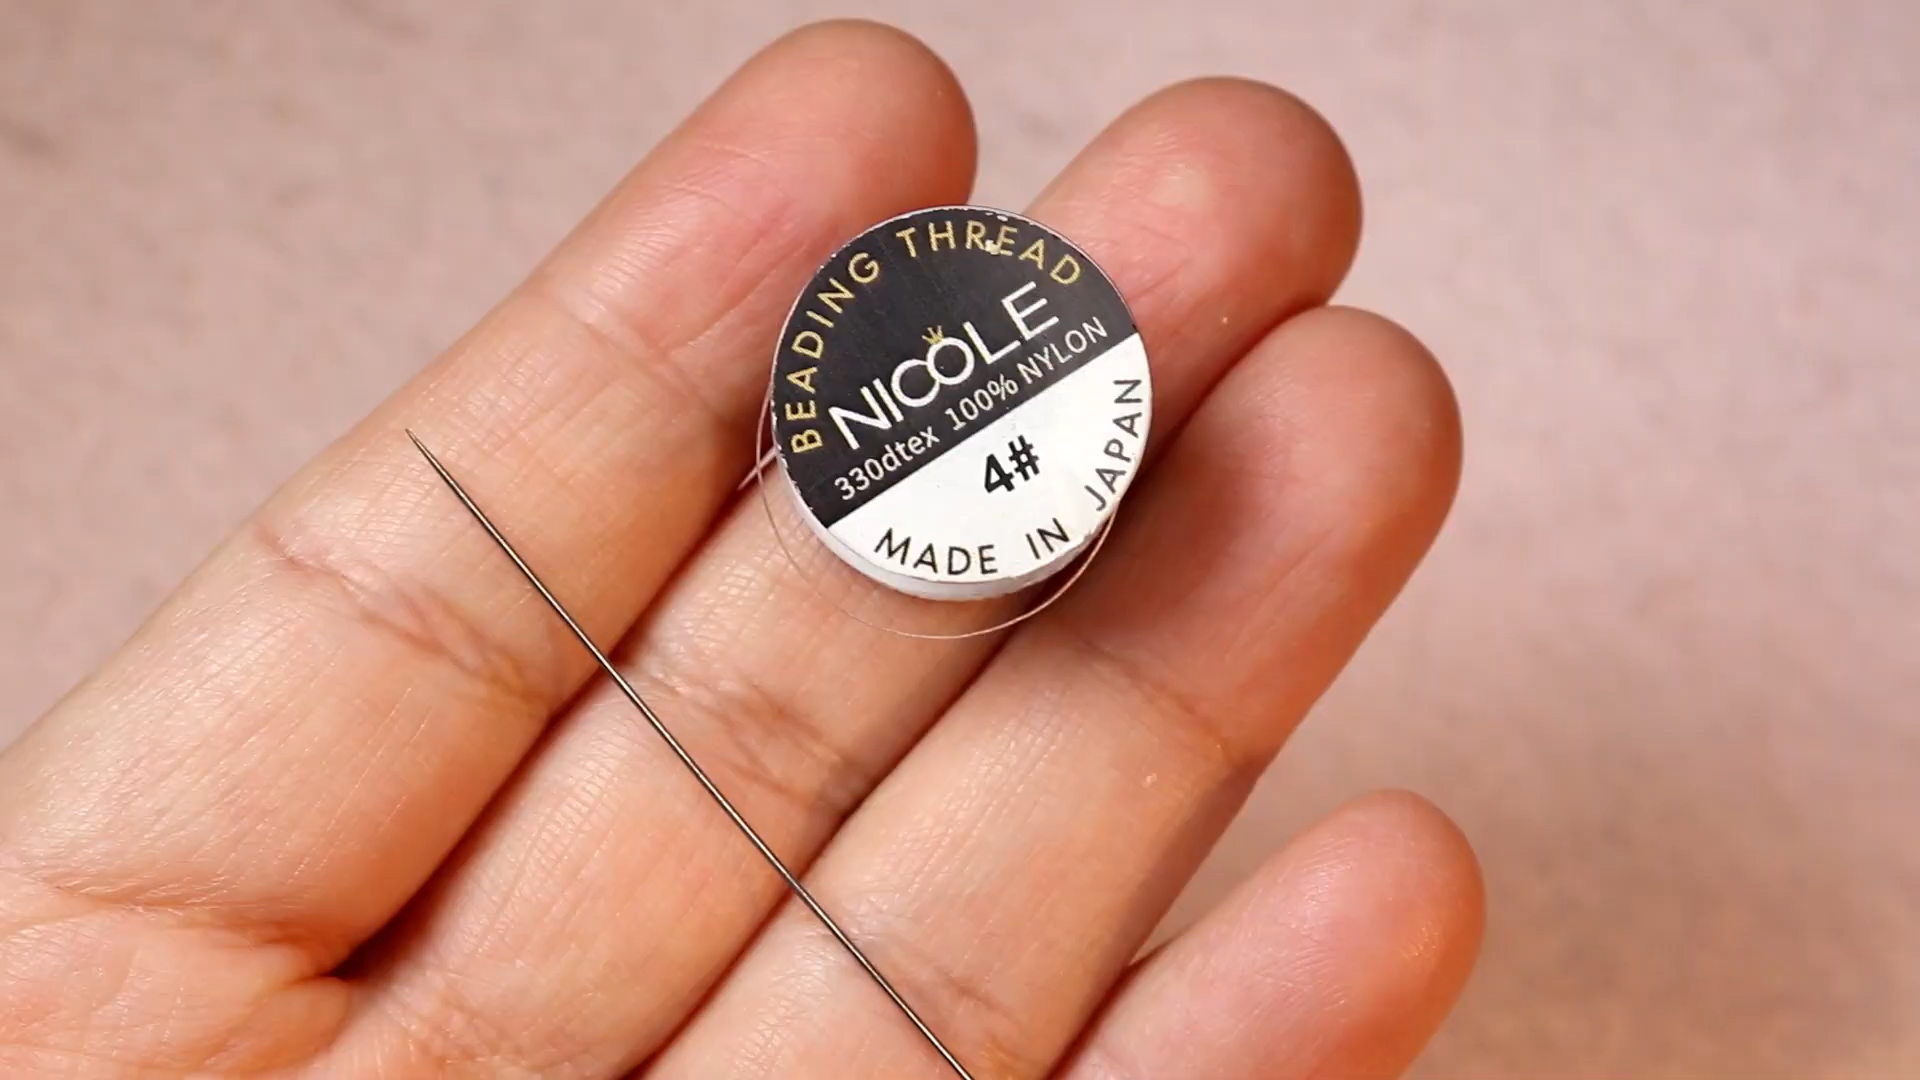 BEADING THREAD
NICOLE
330dtex 100% NYLON
4#
MADE IN JAPAN